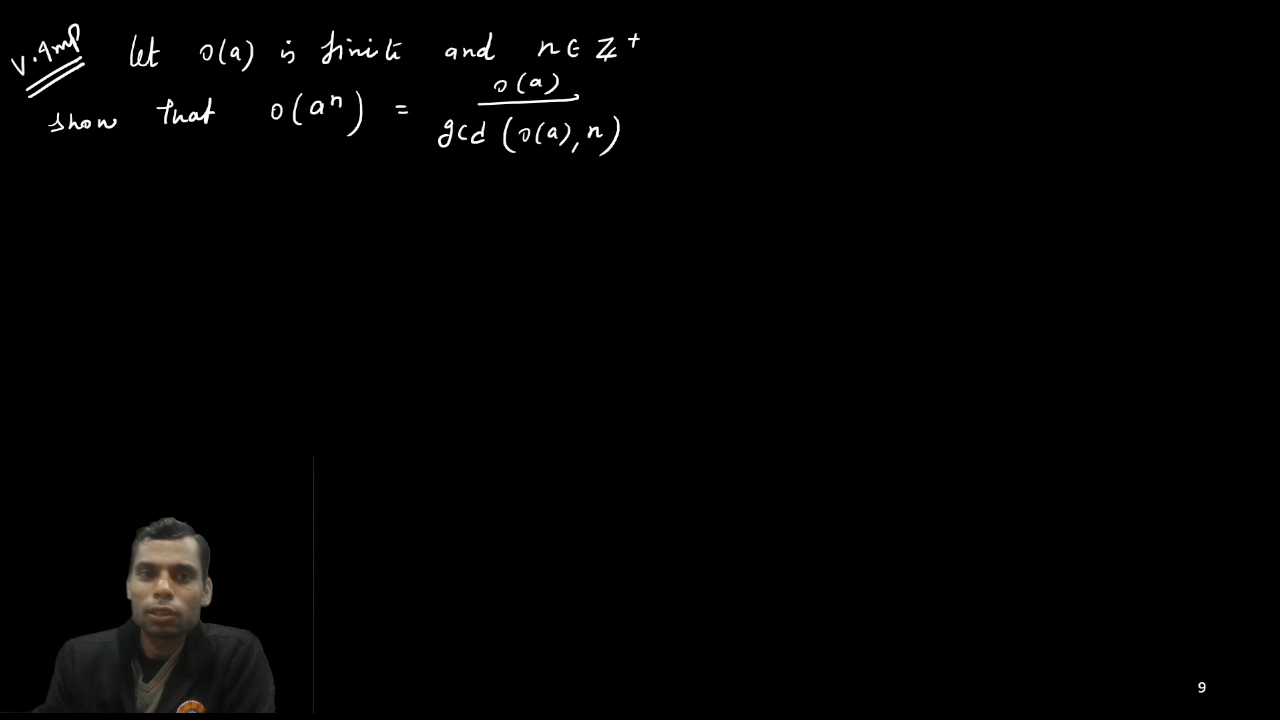 V. Imp let o(a) is finite and n ∈ Z⁺
show that o(aⁿ) = o(a) / gcd (o(a), n)
9